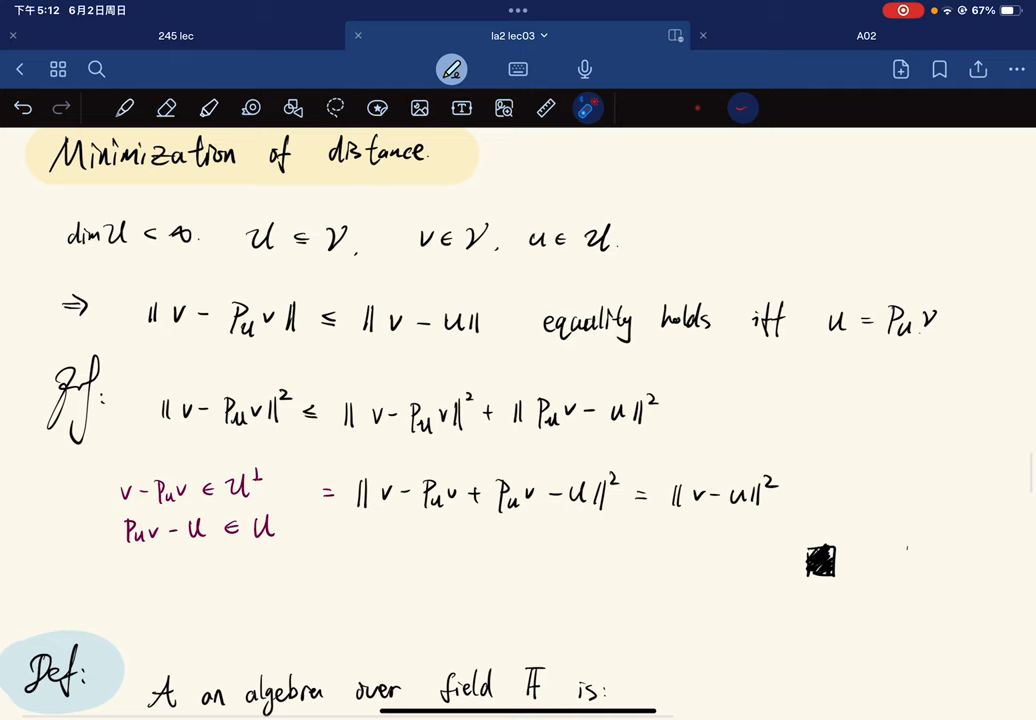 下午5:12 6月2日周日
67%
245 lec
la2 lec03
A02
Minimization of distance.
dim U < ∞. U ⊆ V, v ∈ V, u ∈ U.
⇒ ‖v - P_U v‖ ≤ ‖v - u‖ equality holds iff u = P_U v
Prf: ‖v - P_U v‖² ≤ ‖v - P_U v‖² + ‖P_U v - u‖²
v - P_U v ∈ U^⊥ = ‖v - P_U v + P_U v - u‖² = ‖v - u‖²
P_U v - u ∈ U
Def: A an algebra over field 𝔽 is: